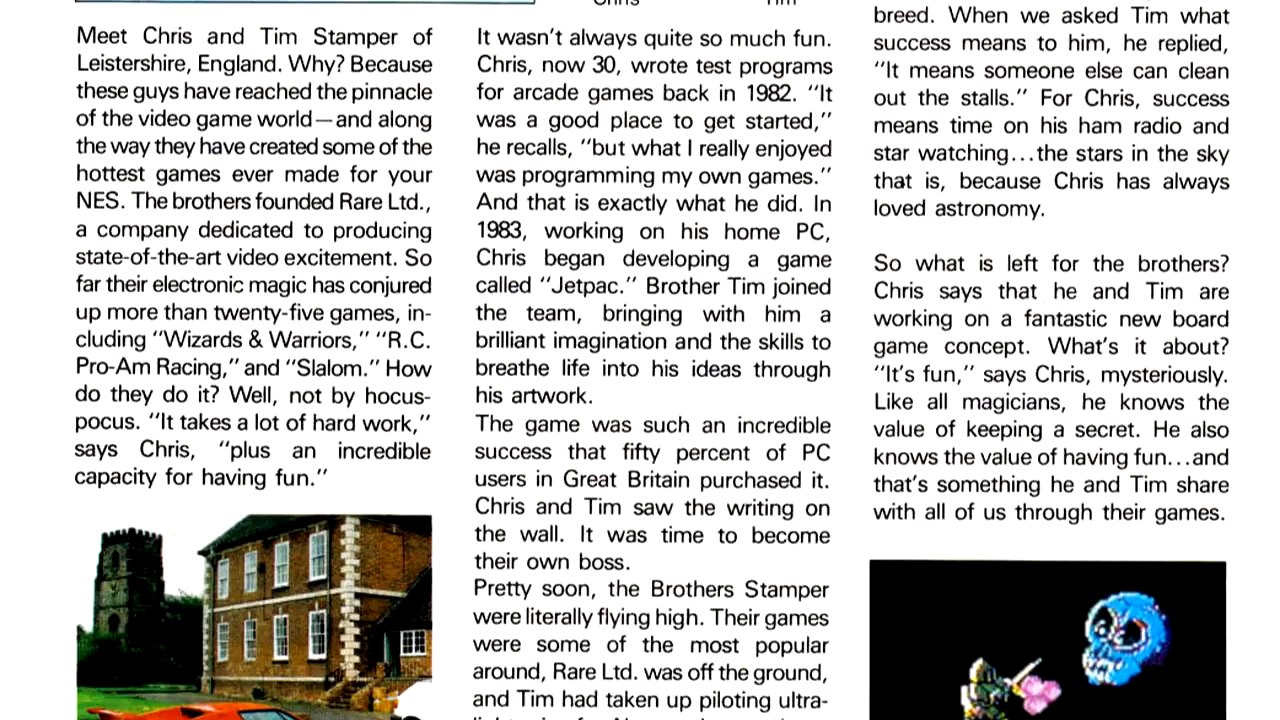 Chris Tim
Meet Chris and Tim Stamper of
Leistershire, England. Why? Because
these guys have reached the pinnacle
of the video game world—and along
the way they have created some of the
hottest games ever made for your
NES. The brothers founded Rare Ltd.,
a company dedicated to producing
state-of-the-art video excitement. So
far their electronic magic has conjured
up more than twenty-five games, in-
cluding "Wizards & Warriors," "R.C.
Pro-Am Racing," and "Slalom." How
do they do it? Well, not by hocus-
pocus. "It takes a lot of hard work,"
says Chris, "plus an incredible
capacity for having fun."
It wasn't always quite so much fun.
Chris, now 30, wrote test programs
for arcade games back in 1982. "It
was a good place to get started,"
he recalls, "but what I really enjoyed
was programming my own games."
And that is exactly what he did. In
1983, working on his home PC,
Chris began developing a game
called "Jetpac." Brother Tim joined
the team, bringing with him a
brilliant imagination and the skills to
breathe life into his ideas through
his artwork.
The game was such an incredible
success that fifty percent of PC
users in Great Britain purchased it.
Chris and Tim saw the writing on
the wall. It was time to become
their own boss.
Pretty soon, the Brothers Stamper
were literally flying high. Their games
were some of the most popular
around, Rare Ltd. was off the ground,
and Tim had taken up piloting ultra-
breed. When we asked Tim what
success means to him, he replied,
"It means someone else can clean
out the stalls." For Chris, success
means time on his ham radio and
star watching...the stars in the sky
that is, because Chris has always
loved astronomy.
So what is left for the brothers?
Chris says that he and Tim are
working on a fantastic new board
game concept. What's it about?
"It's fun," says Chris, mysteriously.
Like all magicians, he knows the
value of keeping a secret. He also
knows the value of having fun...and
that's something he and Tim share
with all of us through their games.